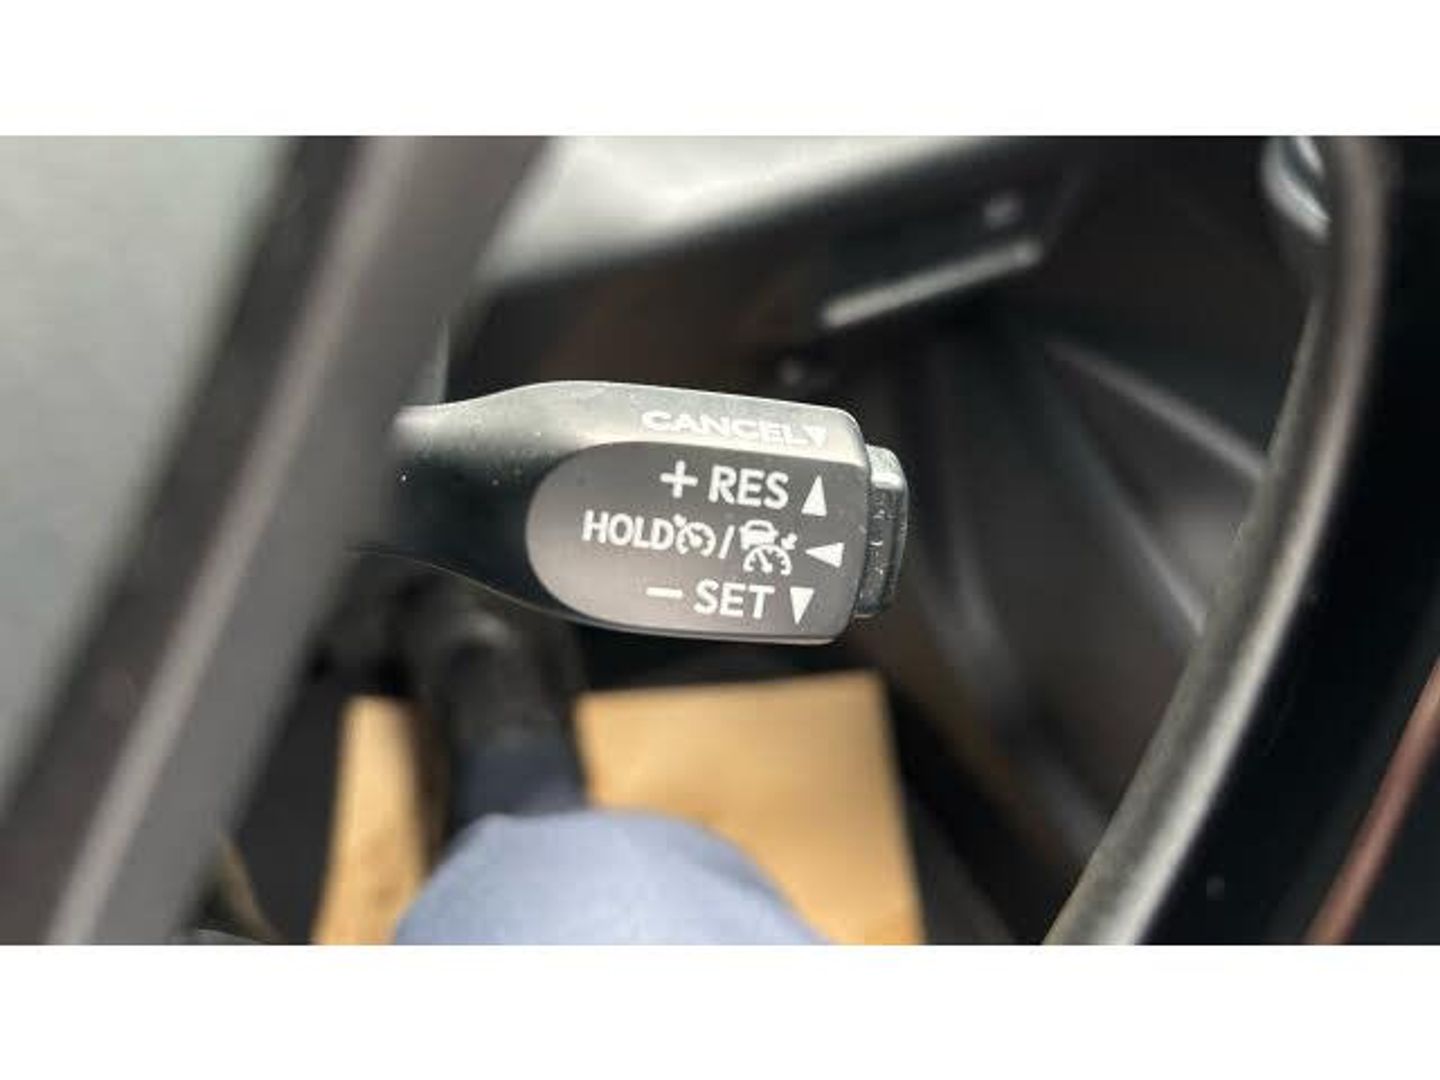 CANCEL
+ RES
HOLD /
− SET